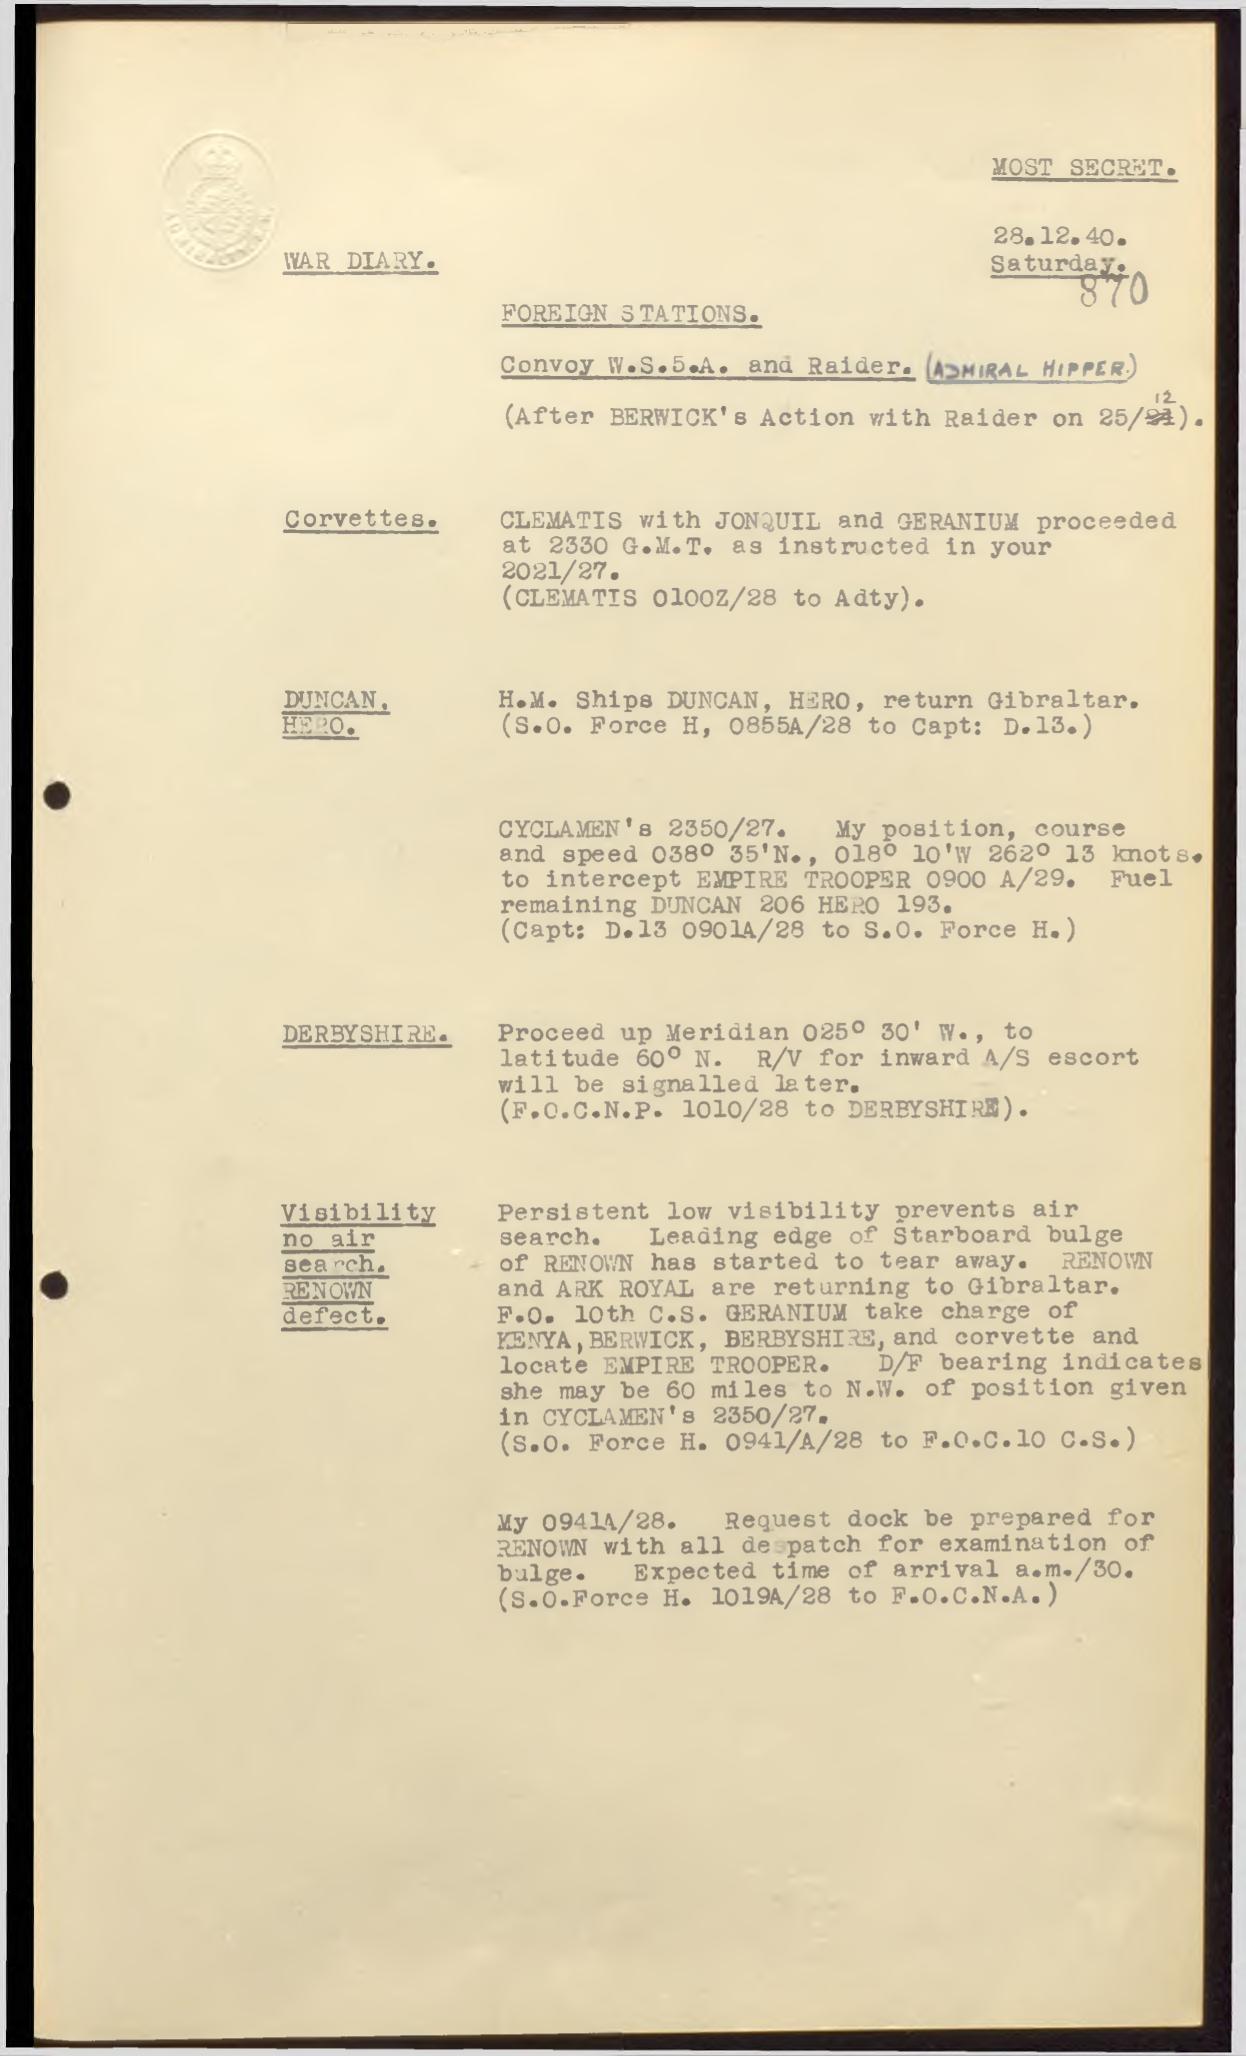 MOST SECRET.
28.12.40.
WAR DIARY.
Saturday.
870
FOREIGN STATIONS.
Convoy W.S.5.A. and Raider. (ADMIRAL HIPPER.)
12
(After BERWICK's Action with Raider on 25/21).
Corvettes.
CLEMATIS with JONQUIL and GERANIUM proceeded
at 2330 G.M.T. as instructed in your
2021/27.
(CLEMATIS 0100Z/28 to Adty).
DUNCAN,
HERO.
H.M. Ships DUNCAN, HERO, return Gibraltar.
(S.O. Force H, 0855A/28 to Capt: D.13.)
CYCLAMEN's 2350/27. My position, course
and speed 038° 35'N., 018° 10'W 262° 13 knots.
to intercept EMPIRE TROOPER 0900 A/29. Fuel
remaining DUNCAN 206 HERO 193.
(Capt: D.13 0901A/28 to S.O. Force H.)
DERBYSHIRE.
Proceed up Meridian 025° 30' W., to
latitude 60° N. R/V for inward A/S escort
will be signalled later.
(F.O.C.N.P. 1010/28 to DERBYSHIRE).
Visibility
no air
search.
RENOWN
defect.
Persistent low visibility prevents air
search. Leading edge of Starboard bulge
of RENOWN has started to tear away. RENOWN
and ARK ROYAL are returning to Gibraltar.
F.O. 10th C.S. GERANIUM take charge of
KENYA, BERWICK, BERBYSHIRE, and corvette and
locate EMPIRE TROOPER. D/F bearing indicates
she may be 60 miles to N.W. of position given
in CYCLAMEN's 2350/27.
(S.O. Force H. 0941/A/28 to F.O.C.10 C.S.)
My 0941A/28. Request dock be prepared for
RENOWN with all despatch for examination of
bulge. Expected time of arrival a.m./30.
(S.O.Force H. 1019A/28 to F.O.C.N.A.)